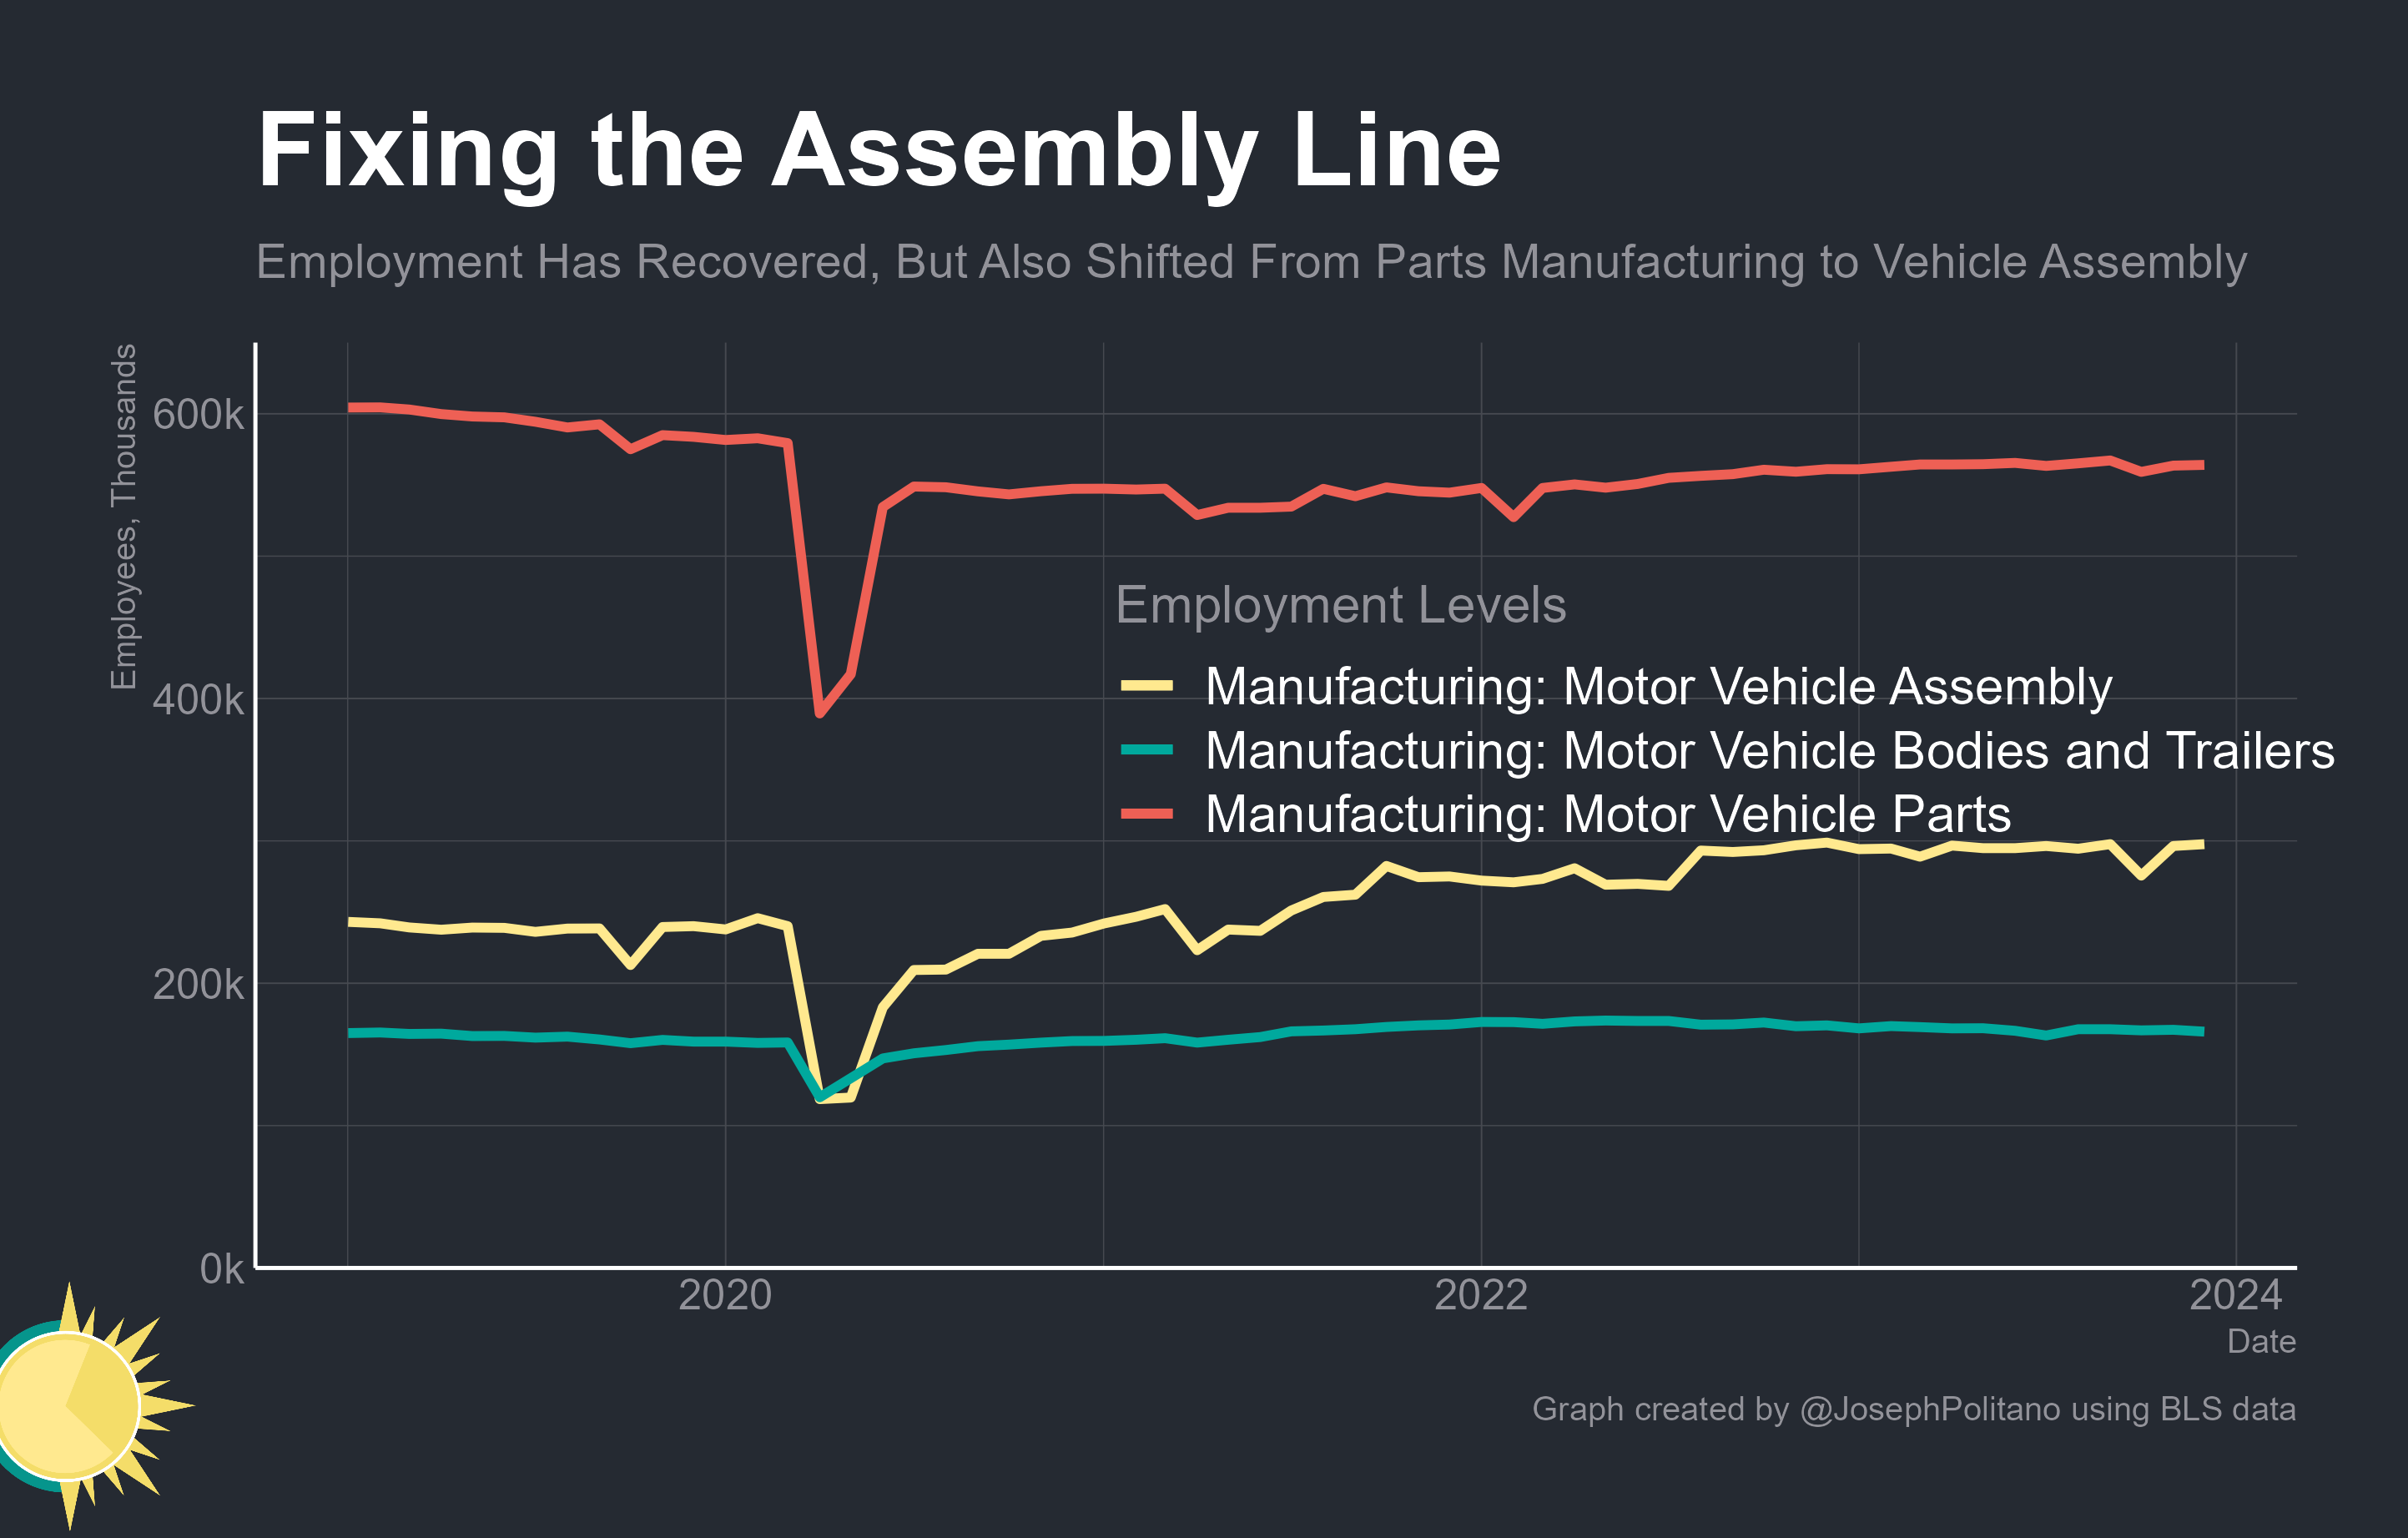 Fixing the Assembly Line
Employment Has Recovered, But Also Shifted From Parts Manufacturing to Vehicle Assembly
Employees, Thousands
600k
400k
200k
0k
Employment Levels
Manufacturing: Motor Vehicle Assembly
Manufacturing: Motor Vehicle Bodies and Trailers
Manufacturing: Motor Vehicle Parts
2020 2022 2024
Date
Graph created by @JosephPolitano using BLS data